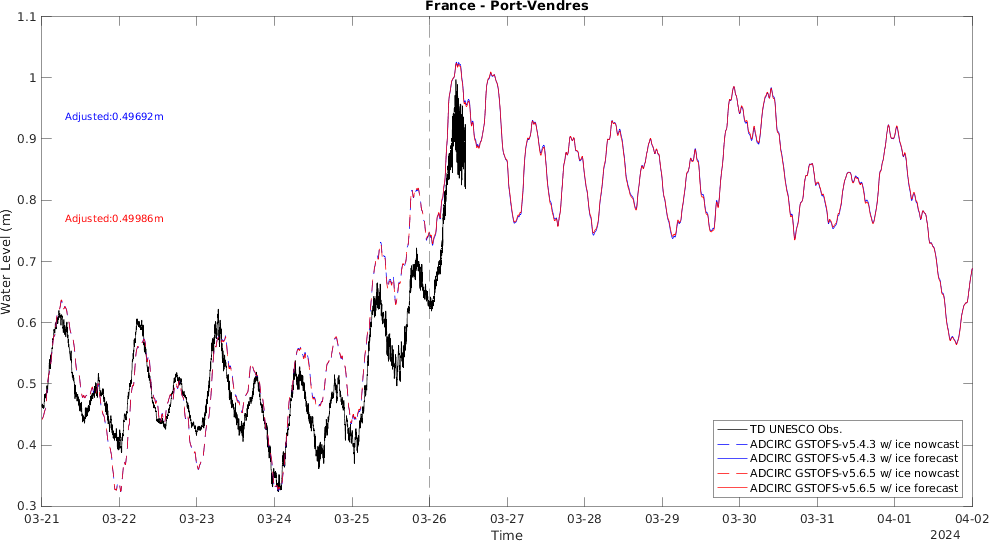 France - Port-Vendres
1.1
1
0.9
0.8
0.7
0.6
0.5
0.4
0.3
Water Level (m)
Adjusted:0.49692m
Adjusted:0.49986m
TD UNESCO Obs.
ADCIRC GSTOFS-v5.4.3 w/ ice nowcast
ADCIRC GSTOFS-v5.4.3 w/ ice forecast
ADCIRC GSTOFS-v5.6.5 w/ ice nowcast
ADCIRC GSTOFS-v5.6.5 w/ ice forecast
03-21 03-22 03-23 03-24 03-25 03-26 03-27 03-28 03-29 03-30 03-31 04-01 04-02
Time
2024